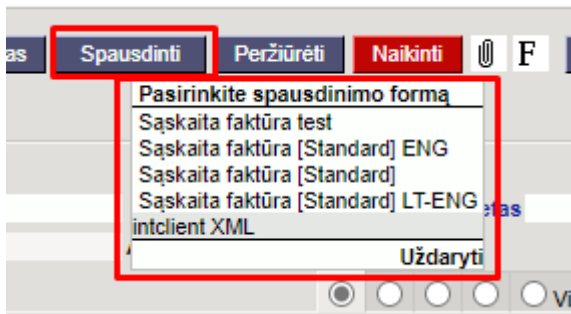 as Spausdinti Peržiūrėti Naikinti F
Pasirinkite spausdinimo formą
Sąskaita faktūra test
Sąskaita faktūra [Standard] ENG
Sąskaita faktūra [Standard]
Sąskaita faktūra [Standard] LT-ENG
etas
intclient XML
Uždaryti
Vi